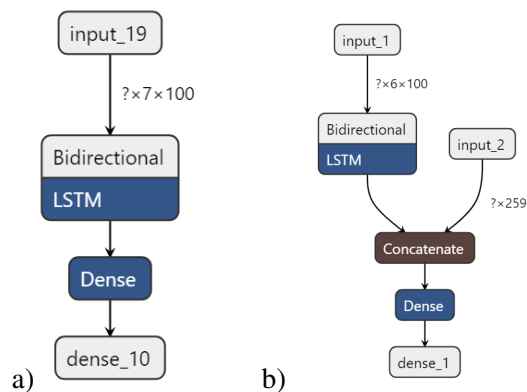 input_19
?×7×100
Bidirectional
LSTM
Dense
dense_10
a)
input_1
?×6×100
Bidirectional
LSTM
input_2
?×259
Concatenate
Dense
dense_1
b)